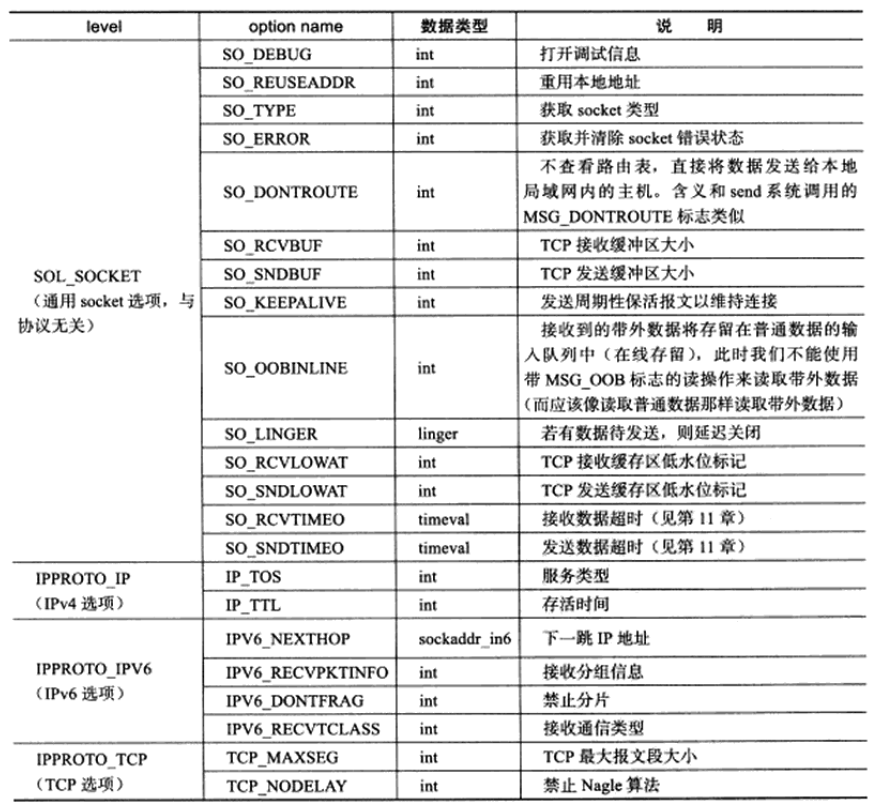 level option name 数据类型 说 明
SO_DEBUG int 打开调试信息
SO_REUSEADDR int 重用本地地址
SO_TYPE int 获取 socket 类型
SO_ERROR int 获取并清除 socket 错误状态
SO_DONTROUTE int 不查看路由表，直接将数据发送给本地
局域网内的主机。含义和 send 系统调用的
MSG_DONTROUTE 标志类似
SO_RCVBUF int TCP 接收缓冲区大小
SOL_SOCKET
（通用 socket 选项，与
协议无关）
SO_SNDBUF int TCP 发送缓冲区大小
SO_KEEPALIVE int 发送周期性保活报文以维持连接
SO_OOBINLINE int 接收到的带外数据将存留在普通数据的输
入队列中（在线存留），此时我们不能使用
带 MSG_OOB 标志的读操作来读取带外数据
（而应该像读取普通数据那样读取带外数据）
SO_LINGER linger 若有数据待发送，则延迟关闭
SO_RCVLOWAT int TCP 接收缓存区低水位标记
SO_SNDLOWAT int TCP 发送缓存区低水位标记
SO_RCVTIMEO timeval 接收数据超时（见第 11 章）
SO_SNDTIMEO timeval 发送数据超时（见第 11 章）
IPPROTO_IP
（IPv4 选项）
IP_TOS int 服务类型
IP_TTL int 存活时间
IPPROTO_IPV6
（IPv6 选项）
IPV6_NEXTHOP sockaddr_in6 下一跳 IP 地址
IPV6_RECVPKTINFO int 接收分组信息
IPV6_DONTFRAG int 禁止分片
IPV6_RECVTCLASS int 接收通信类型
IPPROTO_TCP
（TCP 选项）
TCP_MAXSEG int TCP 最大报文段大小
TCP_NODELAY int 禁止 Nagle 算法